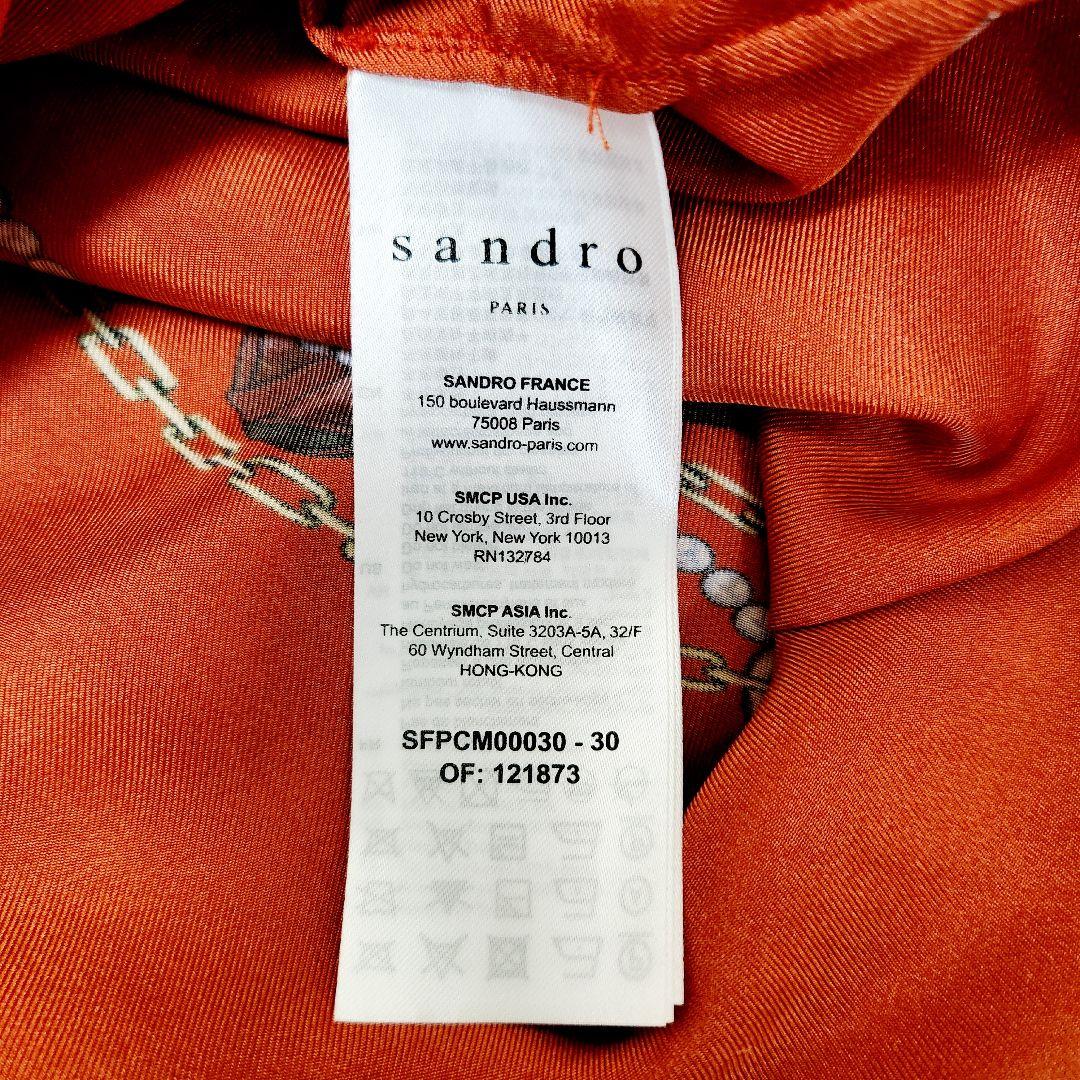 sandro
PARIS
SANDRO FRANCE
150 boulevard Haussmann
75008 Paris
www.sandro-paris.com
SMCP USA Inc.
10 Crosby Street, 3rd Floor
New York, New York 10013
RN132784
SMCP ASIA Inc.
The Centrium, Suite 3203A-5A, 32/F
60 Wyndham Street, Central
HONG-KONG
SFPCM00030 - 30
OF: 121873